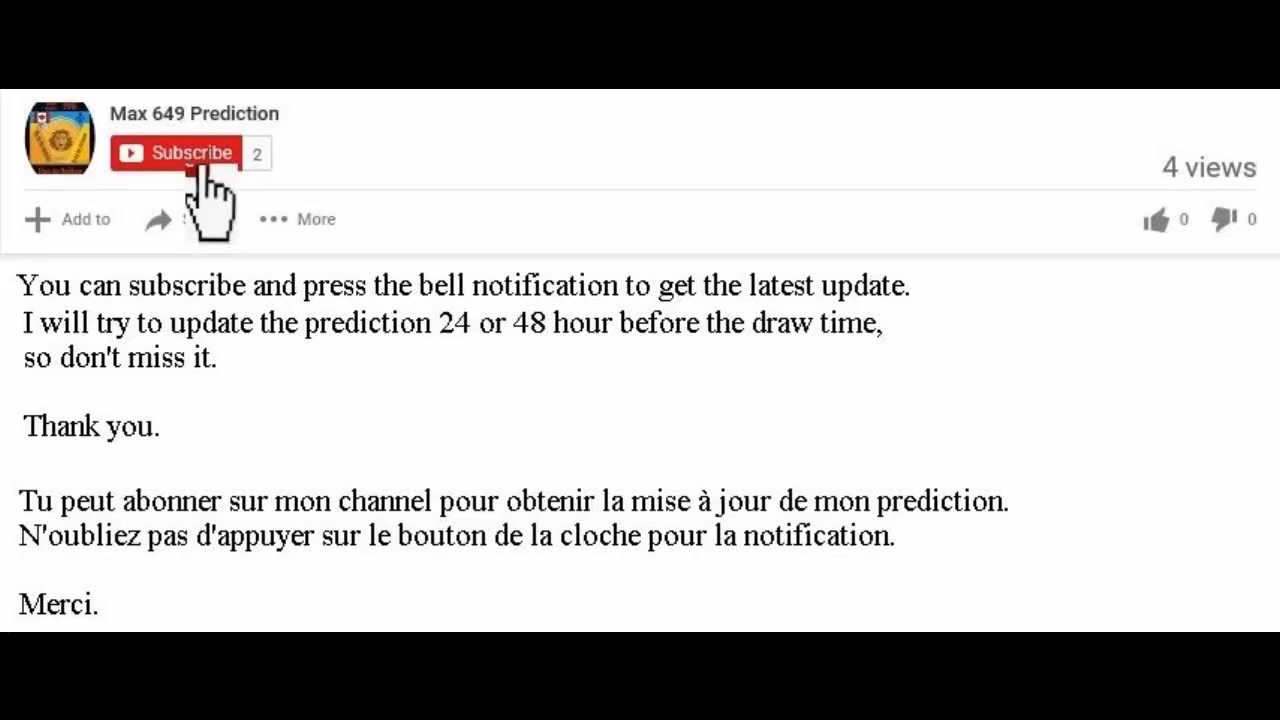 Max 649 Prediction
Subscribe 2
4 views
Add to
More
0 0
You can subscribe and press the bell notification to get the latest update.
I will try to update the prediction 24 or 48 hour before the draw time,
so don't miss it.
Thank you.
Tu peut abonner sur mon channel pour obtenir la mise à jour de mon prediction.
N'oubliez pas d'appuyer sur le bouton de la cloche pour la notification.
Merci.